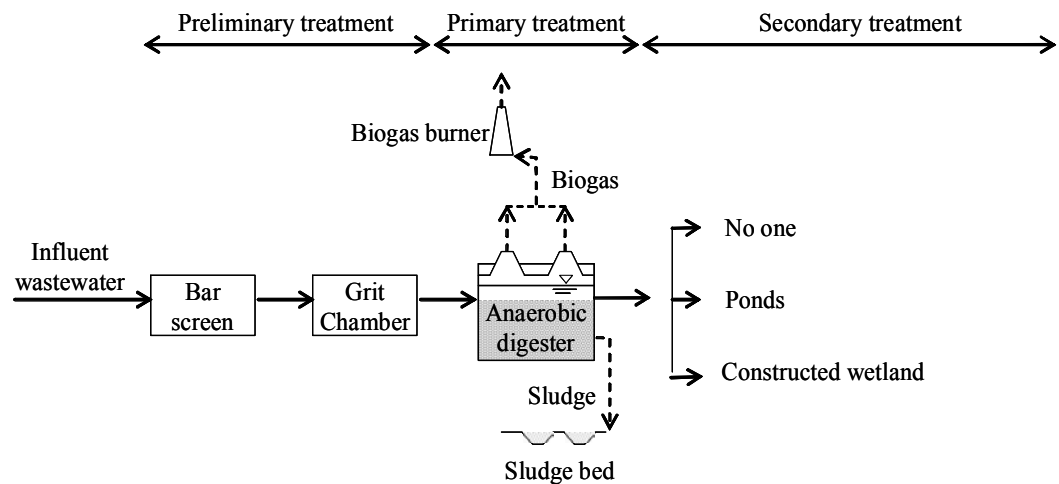 Preliminary treatment
Primary treatment
Secondary treatment
Biogas burner
Biogas
Influent
wastewater
Bar
screen
Grit
Chamber
Anaerobic
digester
No one
Ponds
Constructed wetland
Sludge
Sludge bed